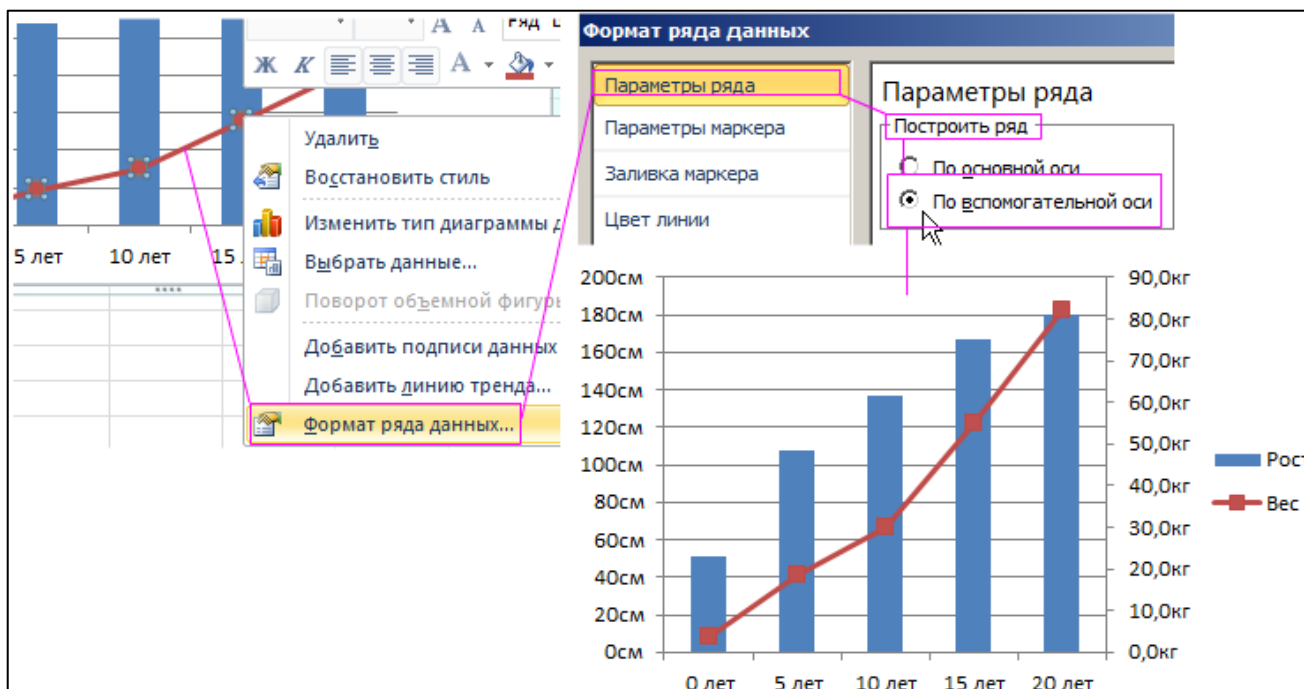 A A Ряд
Ж К А
Удалить
Восстановить стиль
Изменить тип диаграммы д
Выбрать данные...
Поворот объемной фигуры
Добавить подписи данных
Добавить линию тренда...
Формат ряда данных...
5 лет 10 лет 15
Формат ряда данных
Параметры ряда
Параметры маркера
Заливка маркера
Цвет линии
Параметры ряда
Построить ряд
По основной оси
По вспомогательной оси
200см
180см
160см
140см
120см
100см
80см
60см
40см
20см
0см
90,0кг
80,0кг
70,0кг
60,0кг
50,0кг
40,0кг
30,0кг
20,0кг
10,0кг
0,0кг
0 лет 5 лет 10 лет 15 лет 20 лет
Рост
Вес